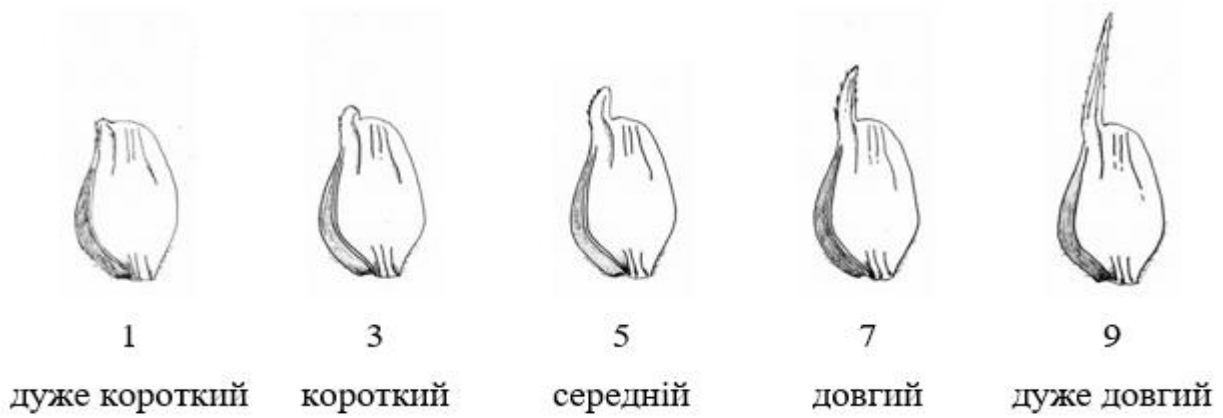 1 3 5 7 9
дуже короткий короткий середній довгий дуже довгий